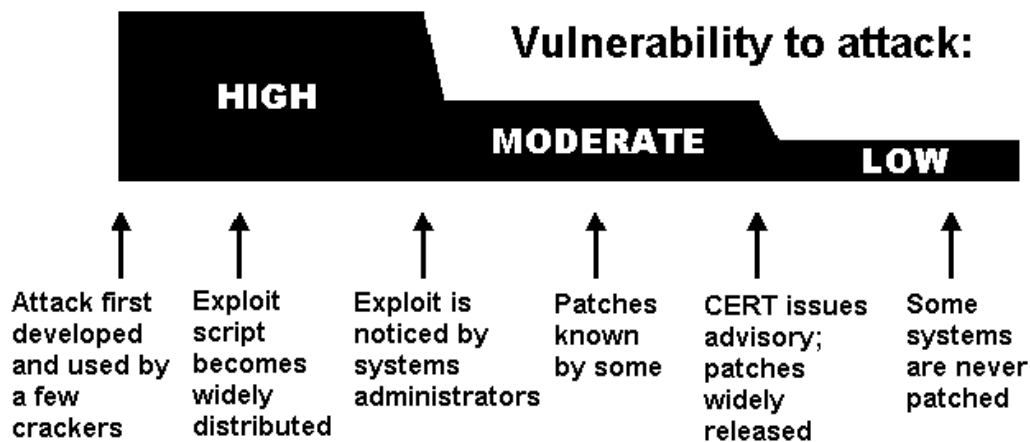 Vulnerability to attack:
HIGH
MODERATE
LOW
Attack first
developed
and used by
a few
crackers
Exploit
script
becomes
widely
distributed
Exploit is
noticed by
systems
administrators
Patches
known
by some
CERT issues
advisory;
patches
widely
released
Some
systems
are never
patched